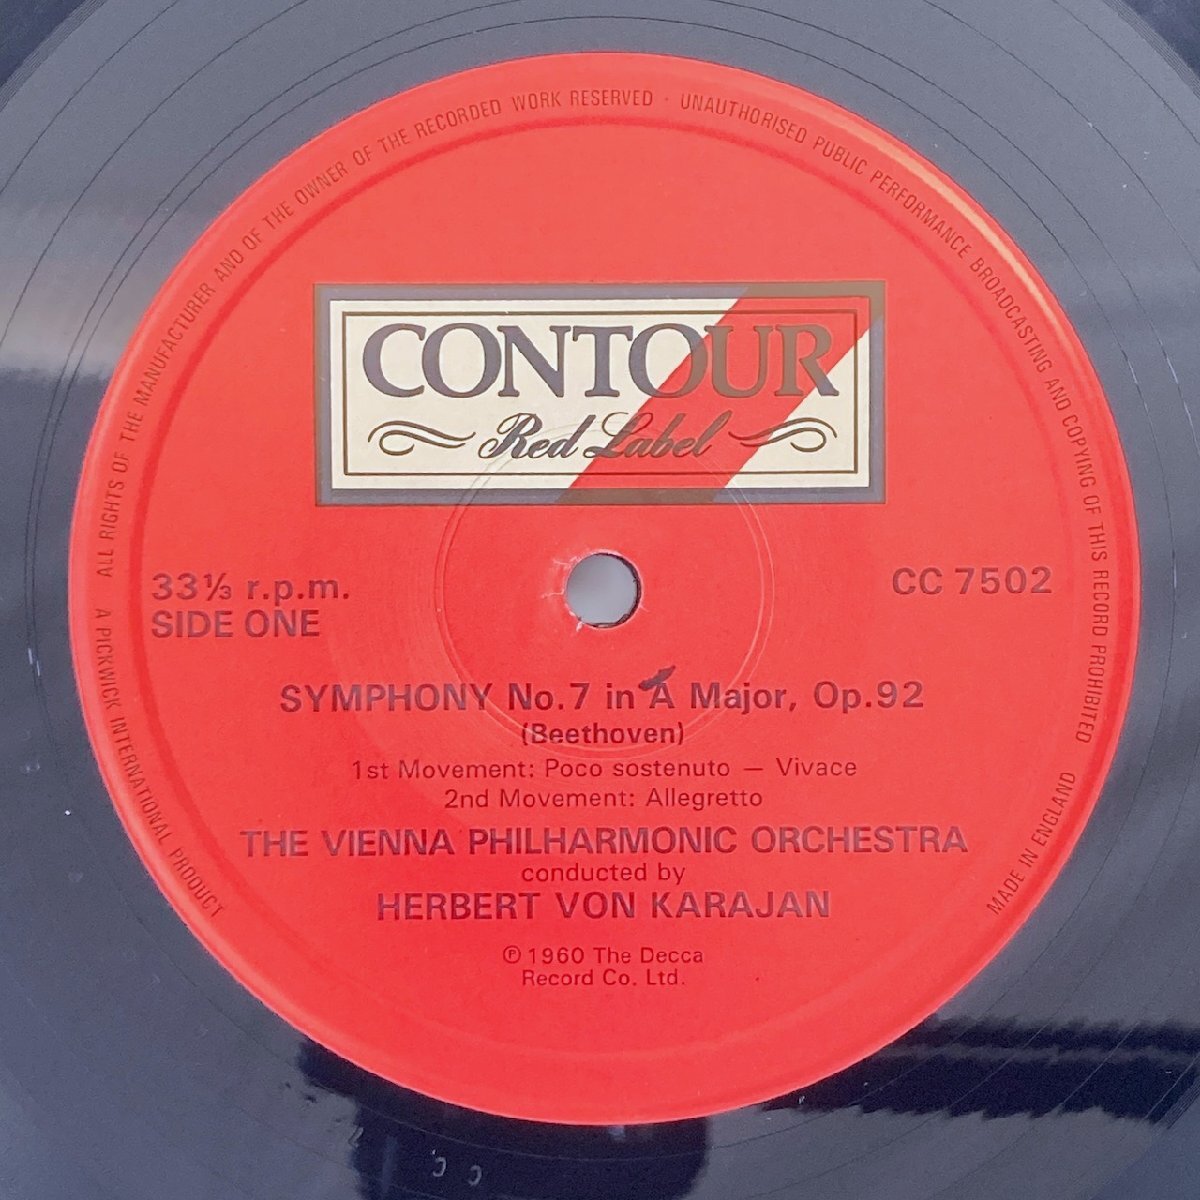 ALL RIGHTS OF THE MANUFACTURER AND OF THE OWNER OF THE RECORDED WORK RESERVED · UNAUTHORISED PUBLIC PERFORMANCE BROADCASTING AND COPYING OF THIS RECORD PROHIBITED
CONTOUR
Red Label
33⅓ r.p.m.
SIDE ONE
CC 7502
SYMPHONY No.7 in A Major, Op.92
(Beethoven)
1st Movement: Poco sostenuto — Vivace
2nd Movement: Allegretto
THE VIENNA PHILHARMONIC ORCHESTRA
conducted by
HERBERT VON KARAJAN
℗ 1960 The Decca
Record Co. Ltd.
A PICKWICK INTERNATIONAL PRODUCT
MADE IN ENGLAND